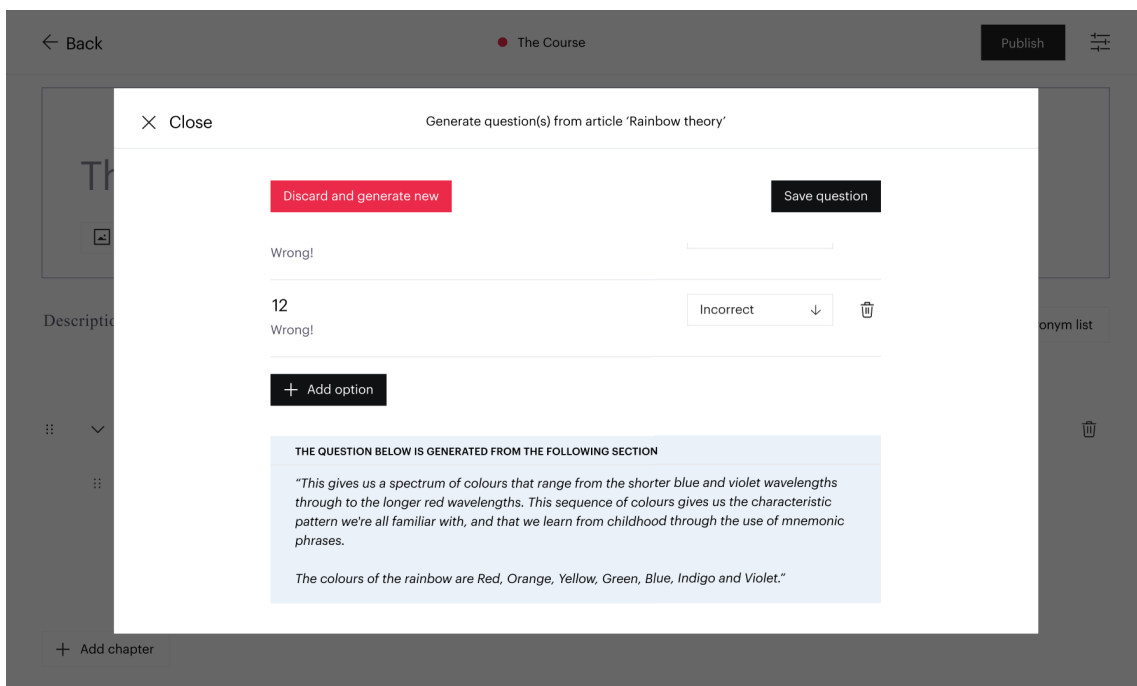 Back
The Course
Publish
Close
Generate question(s) from article ‘Rainbow theory’
Th
Discard and generate new
Save question
Wrong!
12
Incorrect
Wrong!
Descriptio
onym list
Add option
THE QUESTION BELOW IS GENERATED FROM THE FOLLOWING SECTION
“This gives us a spectrum of colours that range from the shorter blue and violet wavelengths
through to the longer red wavelengths. This sequence of colours gives us the characteristic
pattern we're all familiar with, and that we learn from childhood through the use of mnemonic
phrases.
The colours of the rainbow are Red, Orange, Yellow, Green, Blue, Indigo and Violet.”
Add chapter